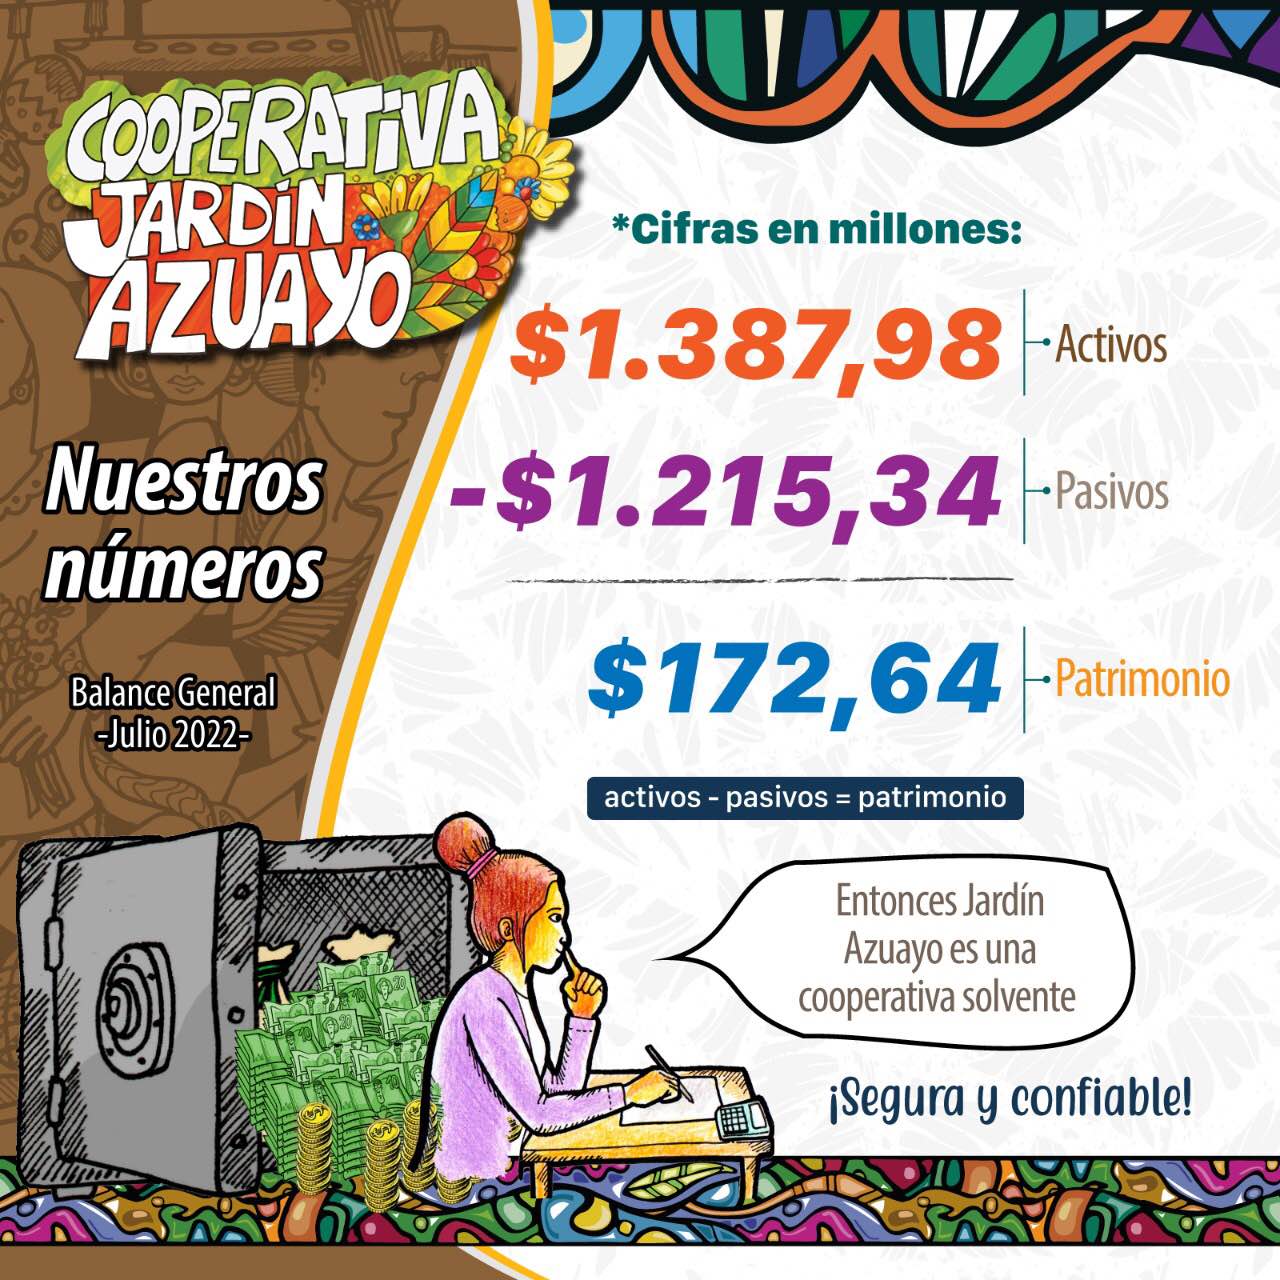 COOPERATIVA
JARDÍN
AZUAYO
Nuestros
números
Balance General
-Julio 2022-
*Cifras en millones:
$1.387,98 Activos
-$1.215,34 Pasivos
$172,64 Patrimonio
activos - pasivos = patrimonio
Entonces Jardín
Azuayo es una
cooperativa solvente
¡Segura y confiable!